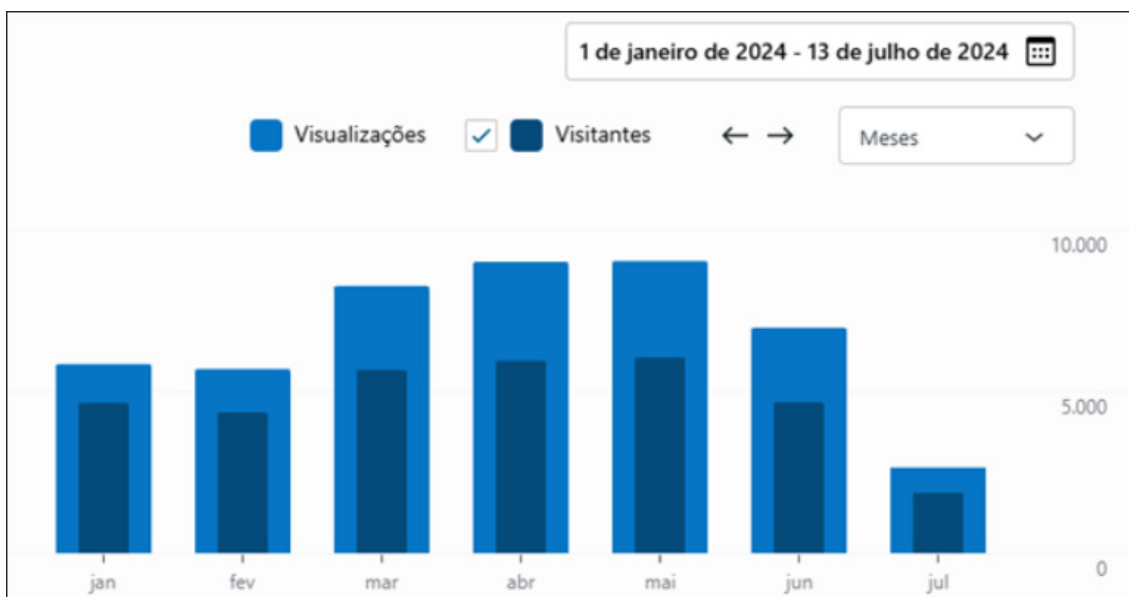 1 de janeiro de 2024 - 13 de julho de 2024
Visualizações Visitantes Meses
10.000
5.000
0
jan fev mar abr mai jun jul